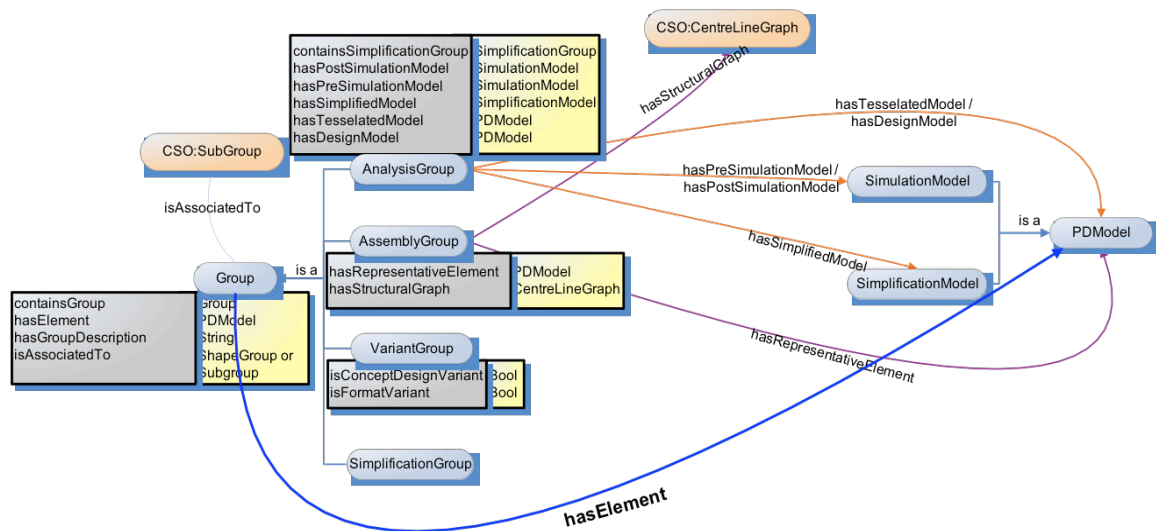 CSO:CentreLineGraph
containsSimplificationGroup
hasPostSimulationModel
hasPreSimulationModel
hasSimplifiedModel
hasTesselatedModel
hasDesignModel
SimplificationGroup
SimulationModel
SimulationModel
SimplificationModel
PDModel
PDModel
hasStructuralGraph
hasTesselatedModel /
hasDesignModel
CSO:SubGroup
AnalysisGroup
hasPreSimulationModel /
hasPostSimulationModel
SimulationModel
isAssociatedTo
is a
PDModel
AssemblyGroup
hasSimplifiedModel
is a
Group
hasRepresentativeElement
hasStructuralGraph
PDModel
CentreLineGraph
SimplificationModel
containsGroup
hasElement
hasGroupDescription
isAssociatedTo
Group
PDModel
String
ShapeGroup or
Subgroup
VariantGroup
hasRepresentativeElement
isConceptDesignVariant
isFormatVariant
Bool
Bool
SimplificationGroup
hasElement